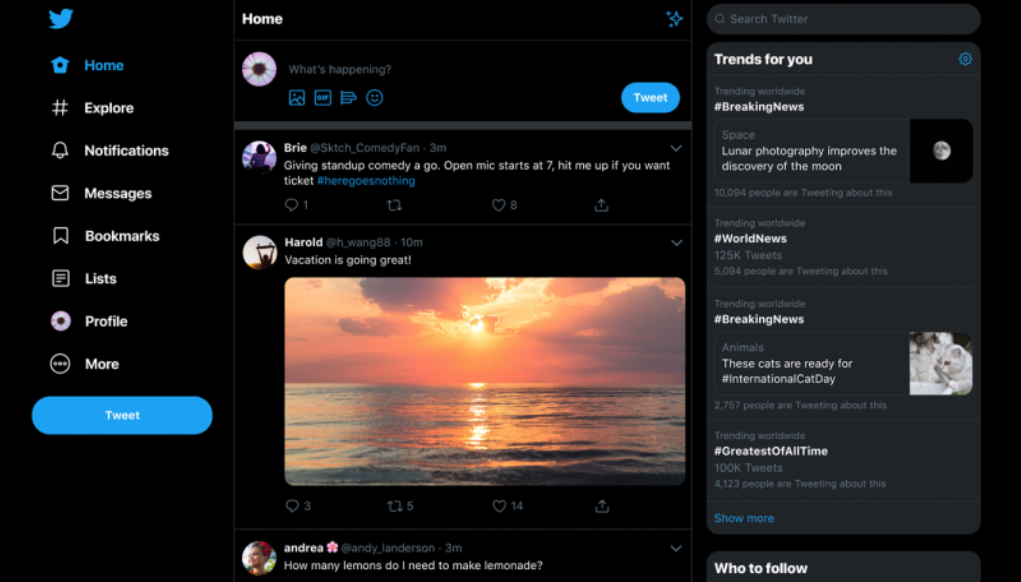 Home
Explore
Notifications
Messages
Bookmarks
Lists
Profile
More
Tweet
Home
What's happening?
GIF
Tweet
Brie @Sktch_ComedyFan · 3m
Giving standup comedy a go. Open mic starts at 7, hit me up if you want
ticket #heregoesnothing
1
8
Harold @h_wang88 · 10m
Vacation is going great!
3
5
14
andrea 🌸 @andy_landerson · 3m
How many lemons do I need to make lemonade?
Search Twitter
Trends for you
Trending worldwide
#BreakingNews
Space
Lunar photography improves the
discovery of the moon
10,094 people are Tweeting about this
Trending worldwide
#WorldNews
125K Tweets
5,094 people are Tweeting about this
Trending worldwide
#BreakingNews
Animals
These cats are ready for
#InternationalCatDay
2,757 people are Tweeting about this
Trending worldwide
#GreatestOfAllTime
100K Tweets
4,123 people are Tweeting about this
Show more
Who to follow